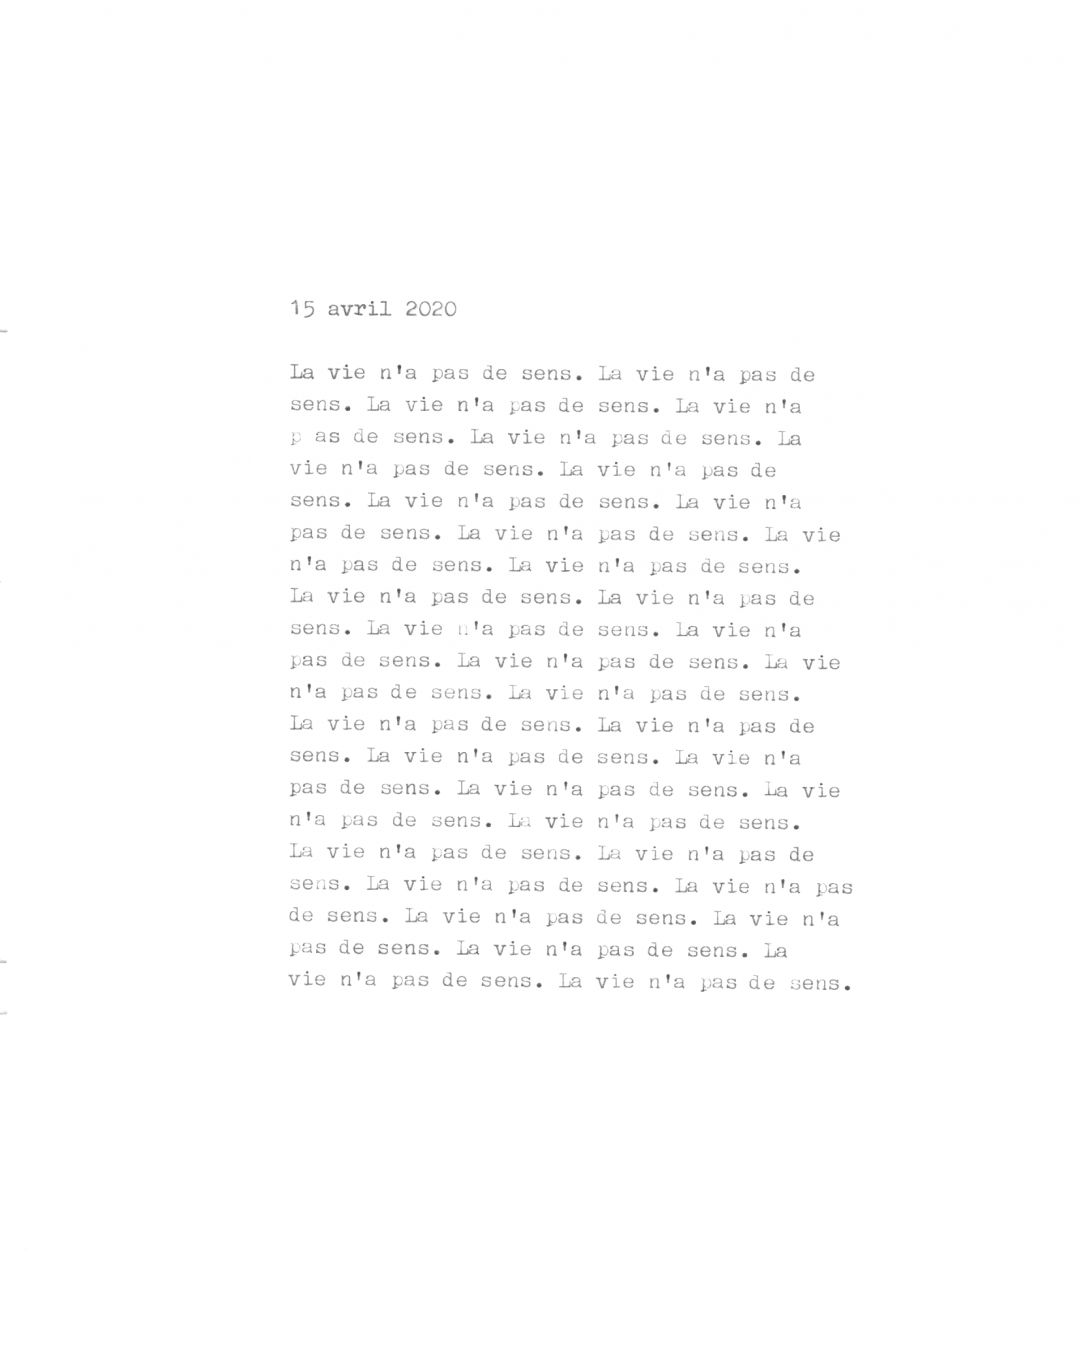 15 avril 2020
La vie n'a pas de sens. La vie n'a pas de
sens. La vie n'a pas de sens. La vie n'a
p as de sens. La vie n'a pas de sens. La
vie n'a pas de sens. La vie n'a pas de
sens. La vie n'a pas de sens. La vie n'a
pas de sens. La vie n'a pas de sens. La vie
n'a pas de sens. La vie n'a pas de sens.
La vie n'a pas de sens. La vie n'a pas de
sens. La vie n'a pas de sens. La vie n'a
pas de sens. La vie n'a pas de sens. La vie
n'a pas de sens. La vie n'a pas de sens.
La vie n'a pas de sens. La vie n'a pas de
sens. La vie n'a pas de sens. La vie n'a
pas de sens. La vie n'a pas de sens. La vie
n'a pas de sens. La vie n'a pas de sens.
La vie n'a pas de sens. La vie n'a pas de
sens. La vie n'a pas de sens. La vie n'a pas
de sens. La vie n'a pas de sens. La vie n'a
pas de sens. La vie n'a pas de sens. La
vie n'a pas de sens. La vie n'a pas de sens.